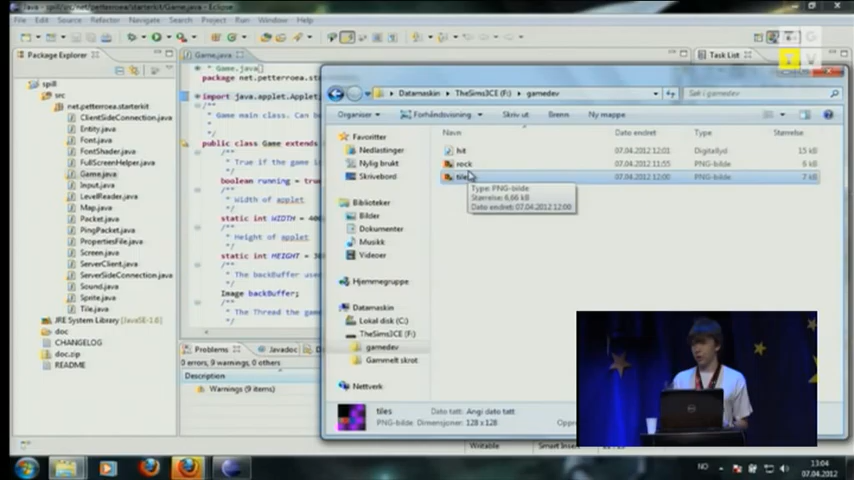 Java - spill/src/net/petterroea/starterkit/Game.java - Eclipse
File Edit Source Refactor Navigate Search Project Run Window Help
Package Explorer
spill
src
net.petterroea.starterkit
ClientSideConnection.java
Entity.java
Font.java
FontShader.java
FullScreenHelper.java
Game.java
Input.java
LevelReader.java
Map.java
Packet.java
PingPacket.java
PropertiesFile.java
Screen.java
ServerClient.java
ServerSideConnection.java
Sound.java
Sprite.java
Tile.java
JRE System Library [JavaSE-1.6]
doc
CHANGELOG
doc.zip
README
Game.java
* Game.java
package net.petterroea.starterkit
import java.applet.Applet;
/**
* Game main class. Can be
*/
public class Game extends
/**
* True if the game i
*/
boolean running = true
/**
* Width of applet
*/
static int WIDTH = 400
/**
* Height of applet
*/
static int HEIGHT = 3
/**
* The backBuffer used
*/
Image backBuffer;
/**
* The Thread the game
Problems
Javadoc
0 errors, 9 warnings, 0 others
Description
Warnings (9 items)
Task List
Datamaskin
TheSims3CE (F:)
gamedev
Søk i gamedev
Organiser
Forhåndsvisning
Skriv ut
Brenn
Ny mappe
Favoritter
Nedlastinger
Nylig brukt
Skrivebord
Biblioteker
Bilder
Dokumenter
Musikk
Videoer
Hjemmegruppe
Datamaskin
Lokal disk (C:)
TheSims3CE (F:)
gamedev
Gammelt skrot
Nettverk
Navn Dato endret Type Størrelse
hit 07.04.2012 12:01 Digitallyd 15 kB
rock 07.04.2012 11:55 PNG-bilde 6 kB
07.04.2012 12:00 PNG-bilde 7 kB
Type: PNG-bilde
Størrelse: 6,66 kB
Dato endret: 07.04.2012 12:00
tiles Dato tatt: Angi dato tatt
PNG-bilde Dimensjoner: 128 x 128
Writable
Smart Insert
NO
13:04
07.04.2012